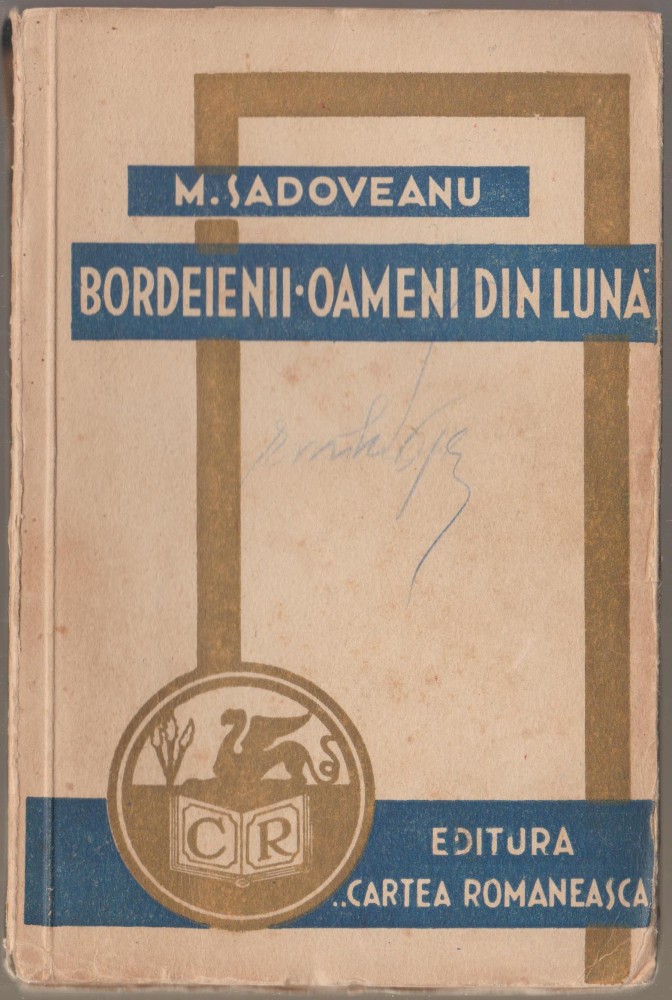 M. SADOVEANU
BORDEIENII · OAMENI DIN LUNĂ
C R
EDITURA
„CARTEA ROMANEASCA